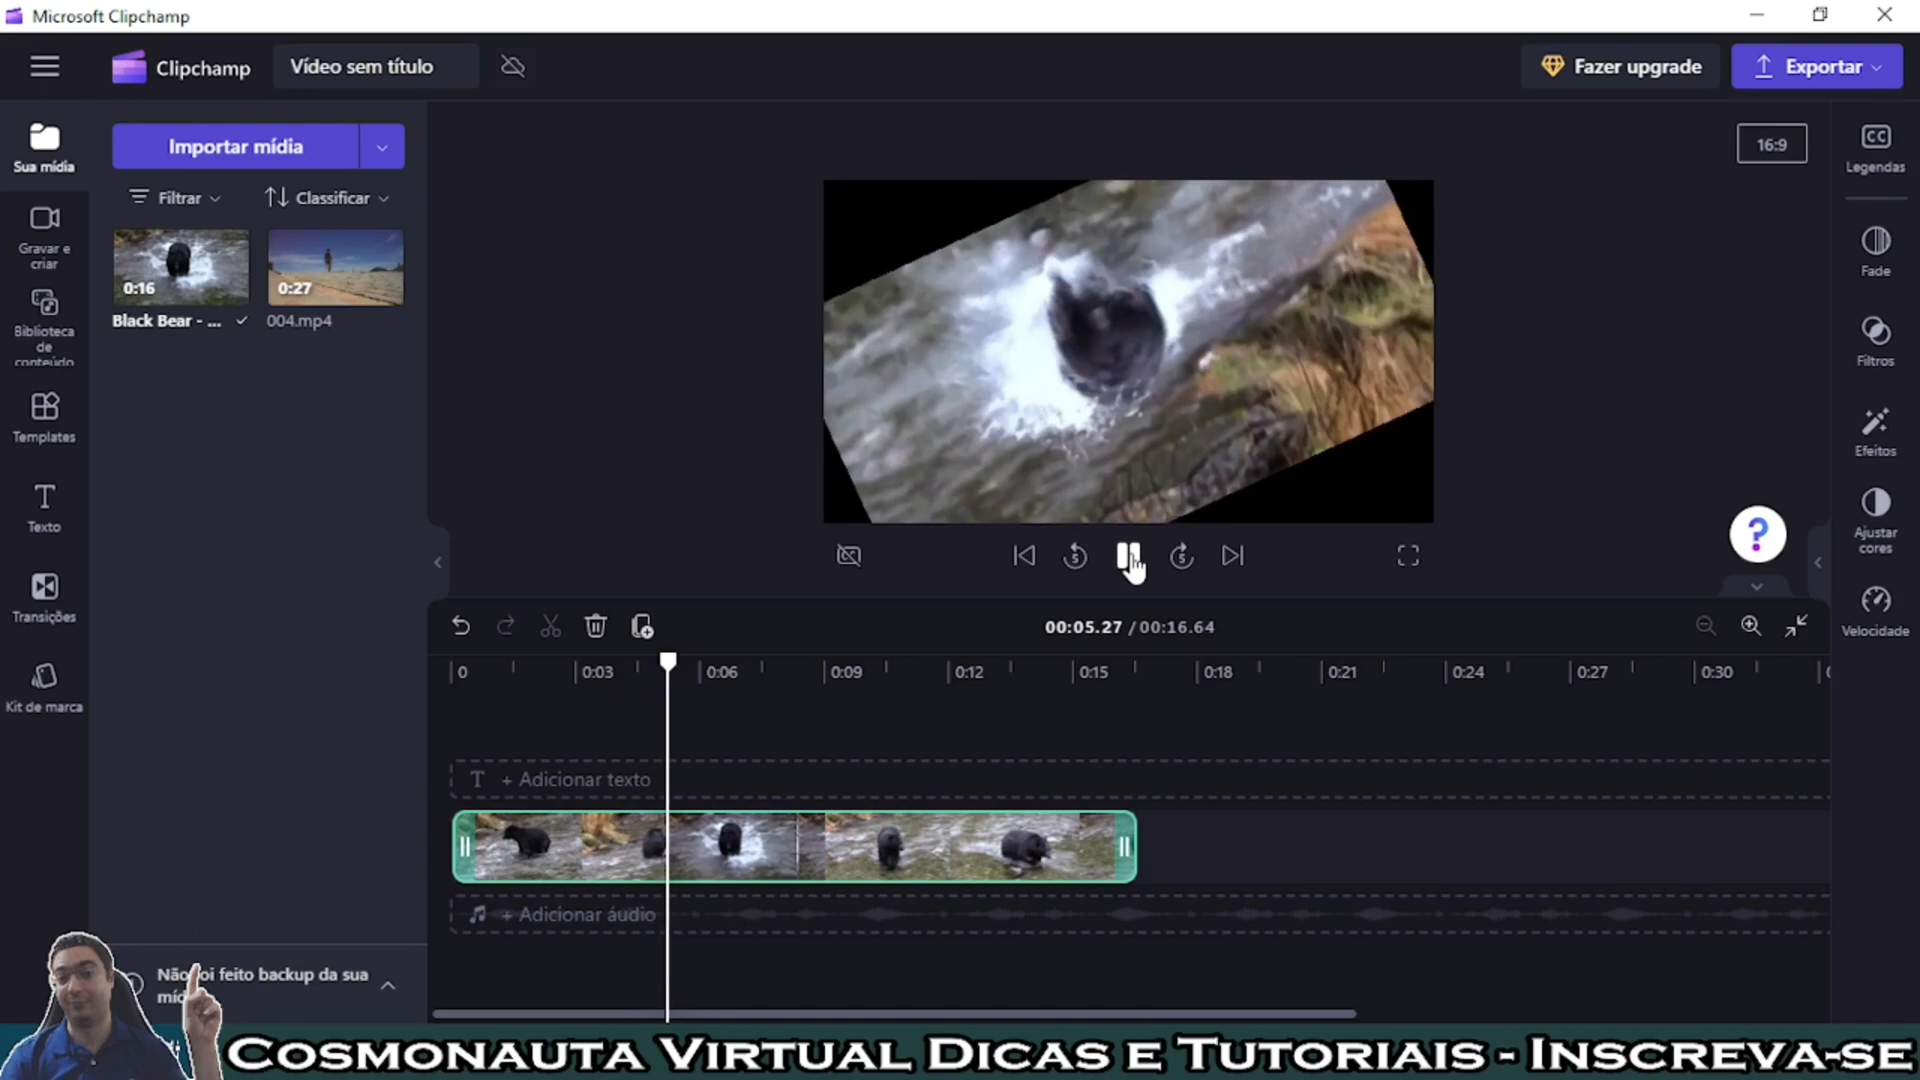 Microsoft Clipchamp
Clipchamp
Vídeo sem título
Fazer upgrade
Exportar
Sua mídia
Importar mídia
Filtrar
Classificar
0:16
0:27
Black Bear - ...
004.mp4
Gravar e
criar
Biblioteca
de
conteúdo
Templates
Texto
Transições
Kit de marca
16:9
CC
Legendas
Fade
Filtros
Efeitos
Ajustar
cores
Velocidade
?
5
5
00:05.27 / 00:16.64
0
0:03
0:06
0:09
0:12
0:15
0:18
0:21
0:24
0:27
0:30
T + Adicionar texto
+ Adicionar áudio
feito backup da sua
Cosmonauta Virtual Dicas e Tutoriais - Inscreva-se